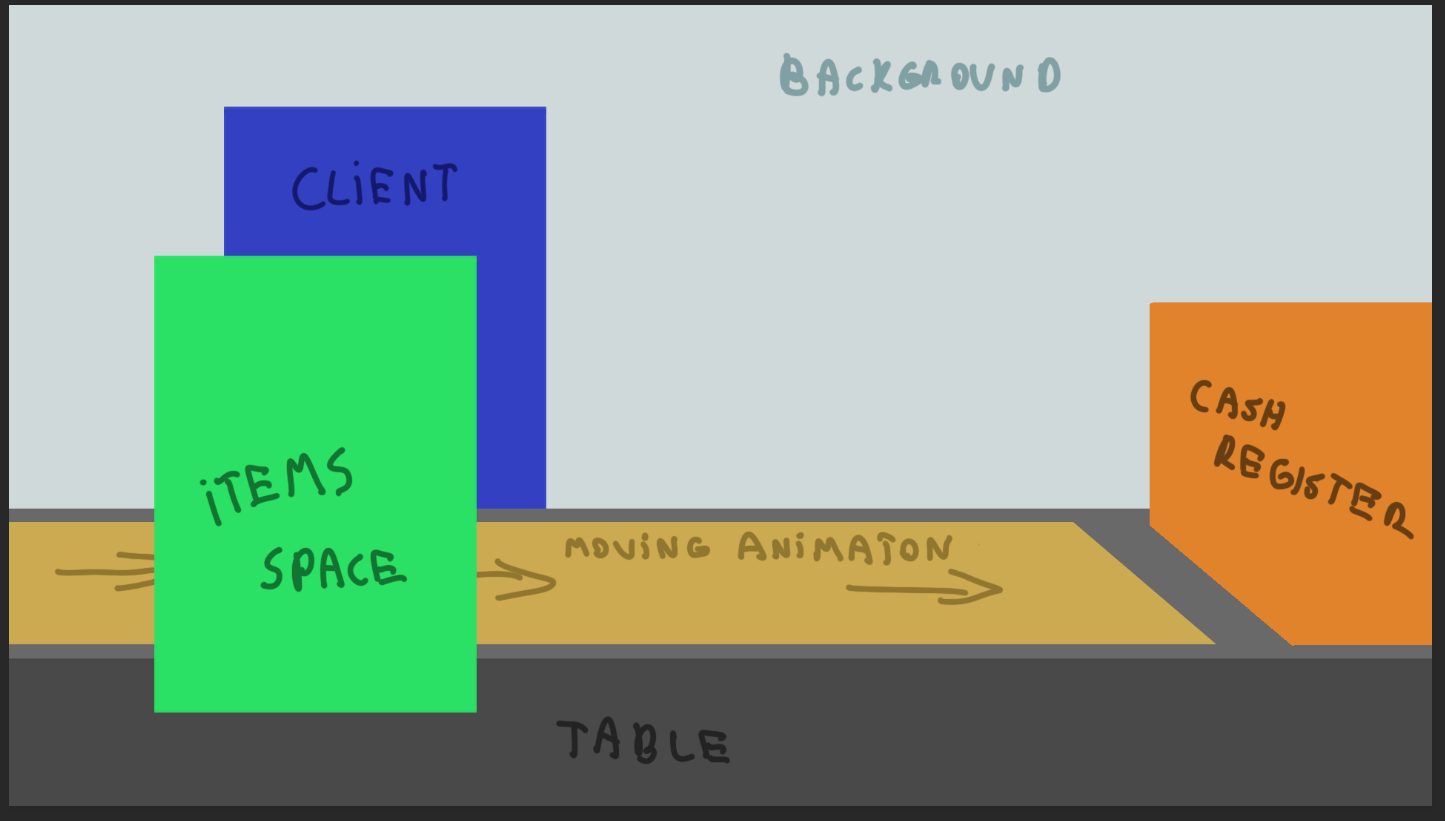 BACKGROUND
CLiENT
CASH
REGiSTER
iTEMS
SPACE
MOViNG ANiMATON
TABLE